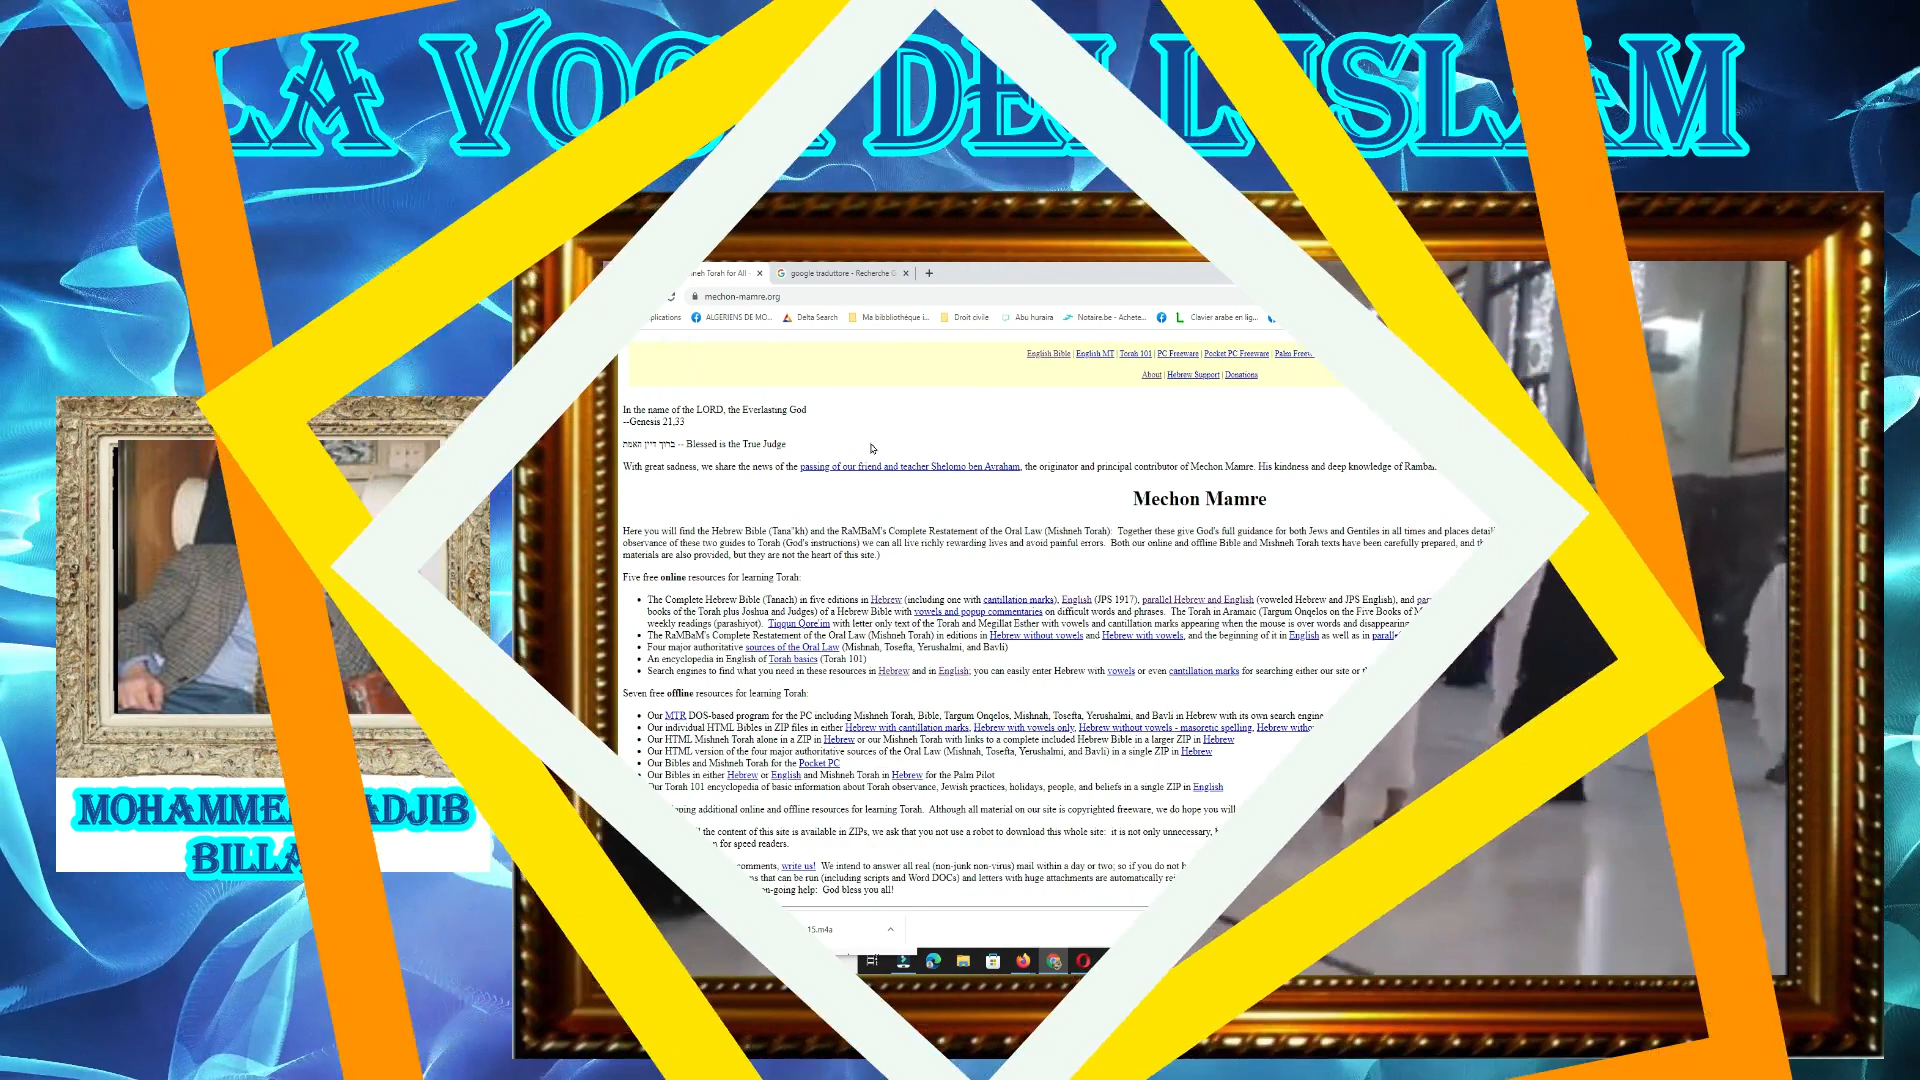 LA VOCE DELL'ISLAM
neh Torah for All -
google traduttore - Recherche G
mechon-mamre.org
plications
ALGERIENS DE MO...
Delta Search
Ma bibbliothéque i...
Droit civile
Abu huraira
Notaire.be - Achete...
Clavier arabe en lig...
English Bible | English MT | Torah 101 | PC Freeware | Pocket PC Freeware | Palm Freew
About | Hebrew Support | Donations
In the name of the LORD, the Everlasting God
--Genesis 21,33
ברוך דיין האמת -- Blessed is the True Judge
With great sadness, we share the news of the passing of our friend and teacher Shelomo ben Avraham, the originator and principal contributor of Mechon Mamre. His kindness and deep knowledge of Ramba
Mechon Mamre
Here you will find the Hebrew Bible (Tana"kh) and the RaMBaM's Complete Restatement of the Oral Law (Mishneh Torah): Together these give God's full guidance for both Jews and Gentiles in all times and places detaili
observance of these two guides to Torah (God's instructions) we can all live richly rewarding lives and avoid painful errors. Both our online and offline Bible and Mishneh Torah texts have been carefully prepared, and th
materials are also provided, but they are not the heart of this site.)
Five free online resources for learning Torah:
• The Complete Hebrew Bible (Tanach) in five editions in Hebrew (including one with cantillation marks), English (JPS 1917), parallel Hebrew and English (voweled Hebrew and JPS English), and par
books of the Torah plus Joshua and Judges) of a Hebrew Bible with vowels and popup commentaries on difficult words and phrases. The Torah in Aramaic (Targum Onqelos on the Five Books of M
weekly readings (parashiyot). Tiqqun Qore'im with letter only text of the Torah and Megillat Esther with vowels and cantillation marks appearing when the mouse is over words and disappearing
• The RaMBaM's Complete Restatement of the Oral Law (Mishneh Torah) in editions in Hebrew without vowels and Hebrew with vowels, and the beginning of it in English as well as in parall
• Four major authoritative sources of the Oral Law (Mishnah, Tosefta, Yerushalmi, and Bavli)
• An encyclopedia in English of Torah basics (Torah 101)
• Search engines to find what you need in these resources in Hebrew and in English; you can easily enter Hebrew with vowels or even cantillation marks for searching either our site or th
Seven free offline resources for learning Torah:
• Our MTR DOS-based program for the PC including Mishneh Torah, Bible, Targum Onqelos, Mishnah, Tosefta, Yerushalmi, and Bavli in Hebrew with its own search engine
• Our individual HTML Bibles in ZIP files in either Hebrew with cantillation marks, Hebrew with vowels only, Hebrew without vowels - masoretic spelling, Hebrew witho
• Our HTML Mishneh Torah alone in a ZIP in Hebrew or our Mishneh Torah with links to a complete included Hebrew Bible in a larger ZIP in Hebrew
• Our HTML version of the four major authoritative sources of the Oral Law (Mishnah, Tosefta, Yerushalmi, and Bavli) in a single ZIP in Hebrew
• Our Bibles and Mishneh Torah for the Pocket PC
• Our Bibles in either Hebrew or English and Mishneh Torah in Hebrew for the Palm Pilot
Our Torah 101 encyclopedia of basic information about Torah observance, Jewish practices, holidays, people, and beliefs in a single ZIP in English
oping additional online and offline resources for learning Torah. Although all material on our site is copyrighted freeware, we do hope you will
l the content of this site is available in ZIPs, we ask that you not use a robot to download this whole site: it is not only unnecessary,
n for speed readers.
comments, write us! We intend to answer all real (non-junk non-virus) mail within a day or two; so if you do not
ns that can be run (including scripts and Word DOCs) and letters with huge attachments are automatically
on-going help: God bless you all!
15.m4a
MOHAMMED ADJIB
BILLA